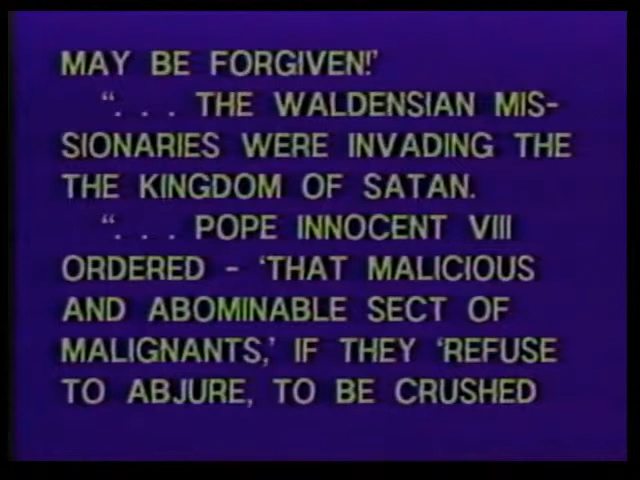 MAY BE FORGIVEN!'
“. . . THE WALDENSIAN MIS-
SIONARIES WERE INVADING THE
THE KINGDOM OF SATAN.
“. . . POPE INNOCENT VIII
ORDERED - ‘THAT MALICIOUS
AND ABOMINABLE SECT OF
MALIGNANTS,’ IF THEY ‘REFUSE
TO ABJURE, TO BE CRUSHED